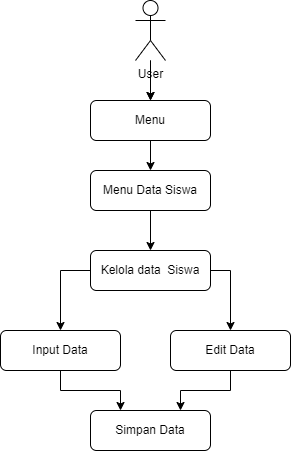 User
Menu
Menu Data Siswa
Kelola data  Siswa
Input Data
Edit Data
Simpan Data